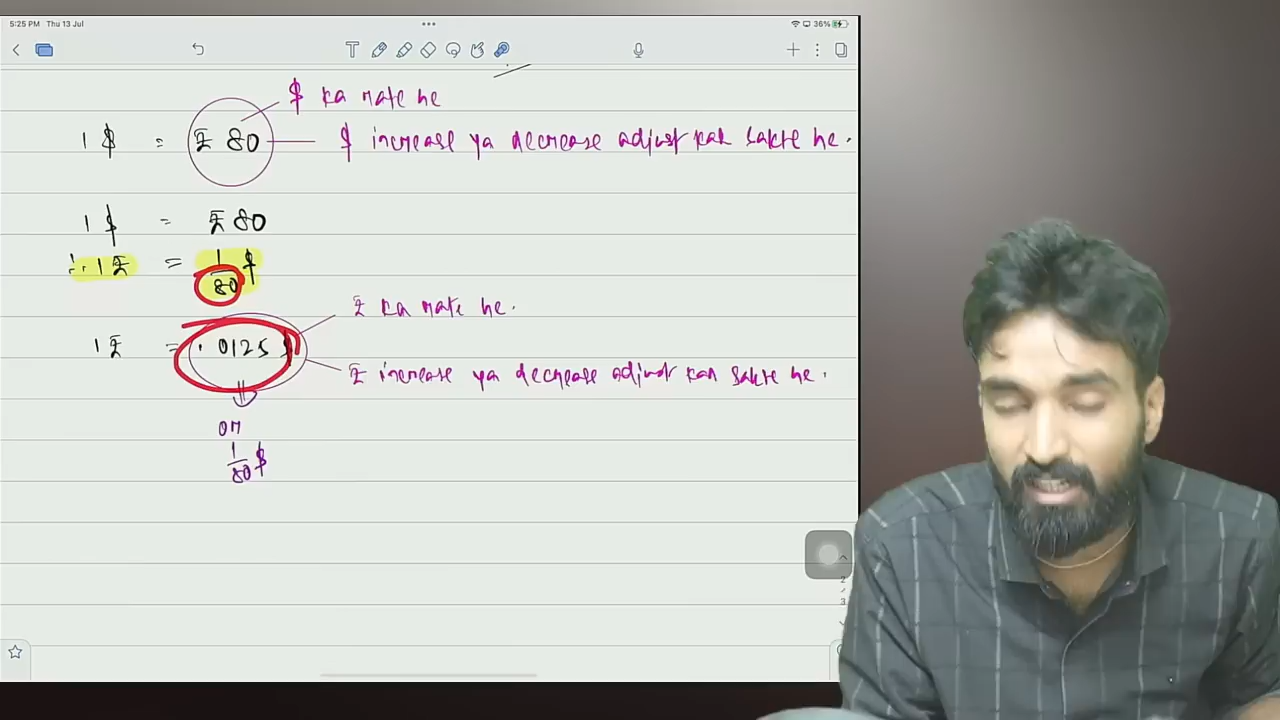 5:25 PM Thu 13 Jul
36%
$ ka rate he
1 $ = ₹ 80
$ increase ya decrease adjust kar sakte he.
1 $ = ₹ 80
∴ 1 ₹ = 1/80 $
₹ ka rate he.
1 ₹ = .0125 $
₹ increase ya decrease adjust kar sakte he.
or
1/80 $
2
3